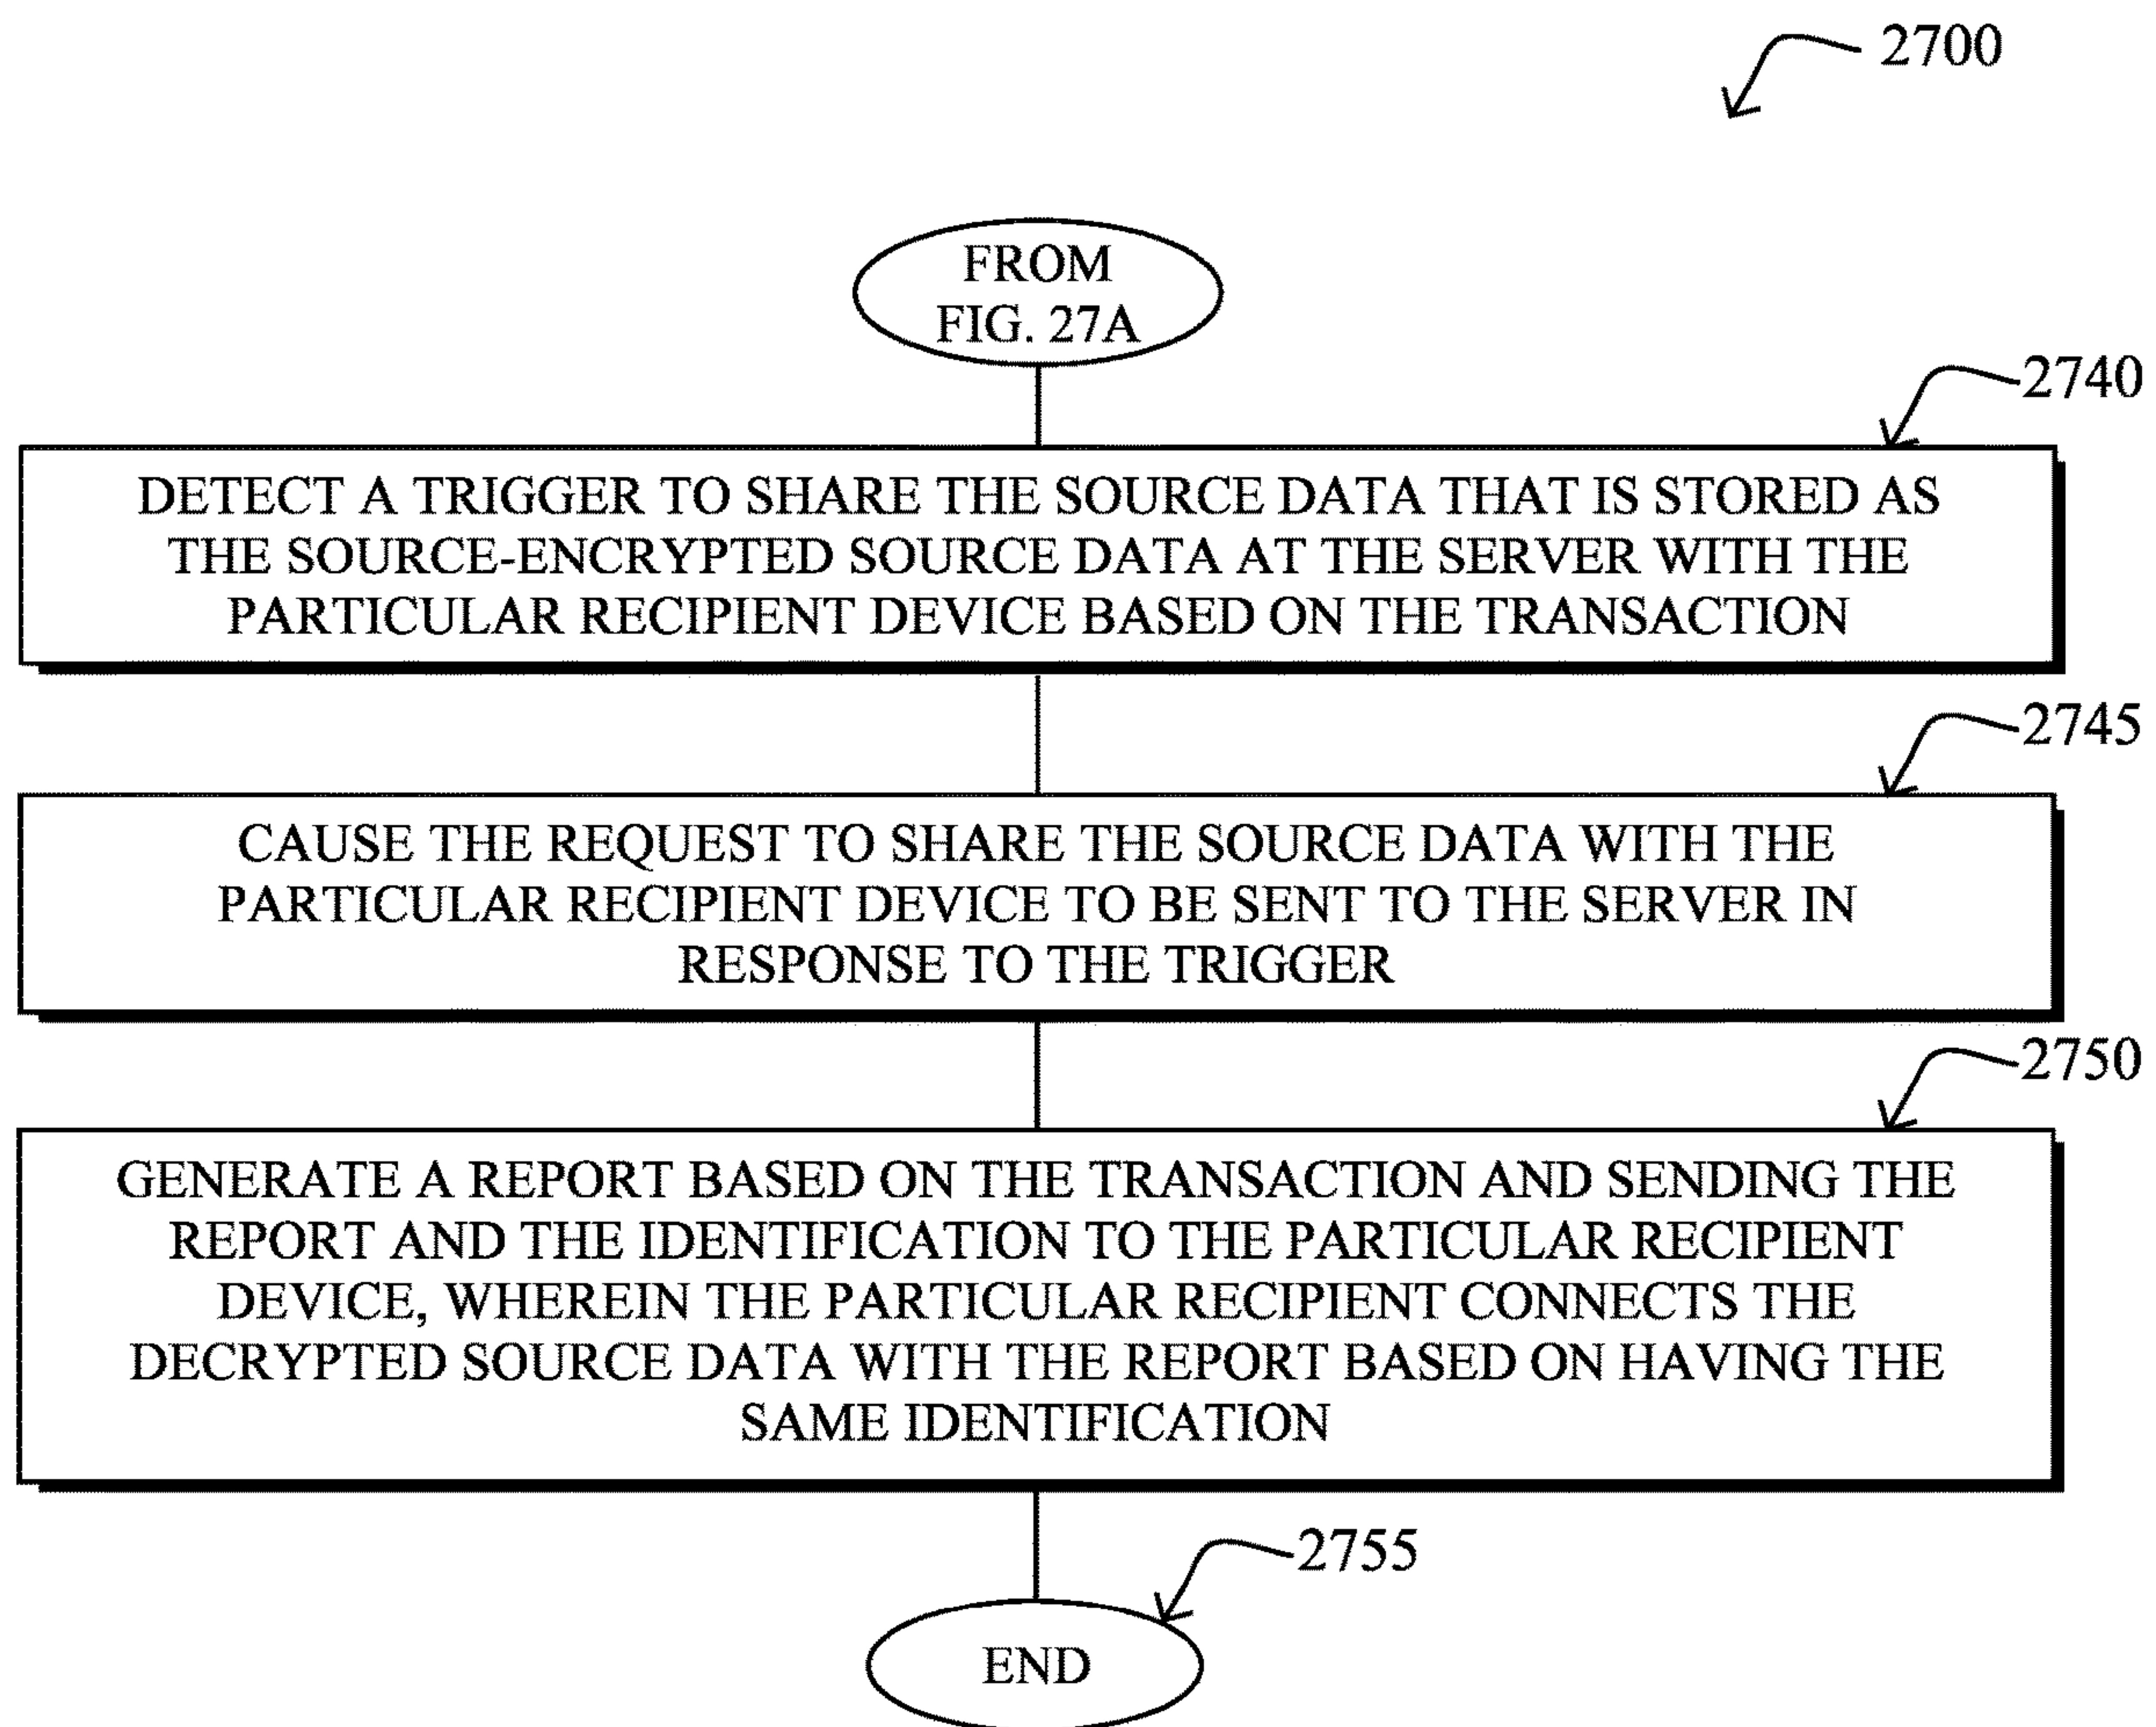 2700
FROM
FIG. 27A
2740
DETECT A TRIGGER TO SHARE THE SOURCE DATA THAT IS STORED AS
THE SOURCE-ENCRYPTED SOURCE DATA AT THE SERVER WITH THE
PARTICULAR RECIPIENT DEVICE BASED ON THE TRANSACTION
2745
CAUSE THE REQUEST TO SHARE THE SOURCE DATA WITH THE
PARTICULAR RECIPIENT DEVICE TO BE SENT TO THE SERVER IN
RESPONSE TO THE TRIGGER
2750
GENERATE A REPORT BASED ON THE TRANSACTION AND SENDING THE
REPORT AND THE IDENTIFICATION TO THE PARTICULAR RECIPIENT
DEVICE, WHEREIN THE PARTICULAR RECIPIENT CONNECTS THE
DECRYPTED SOURCE DATA WITH THE REPORT BASED ON HAVING THE
SAME IDENTIFICATION
2755
END